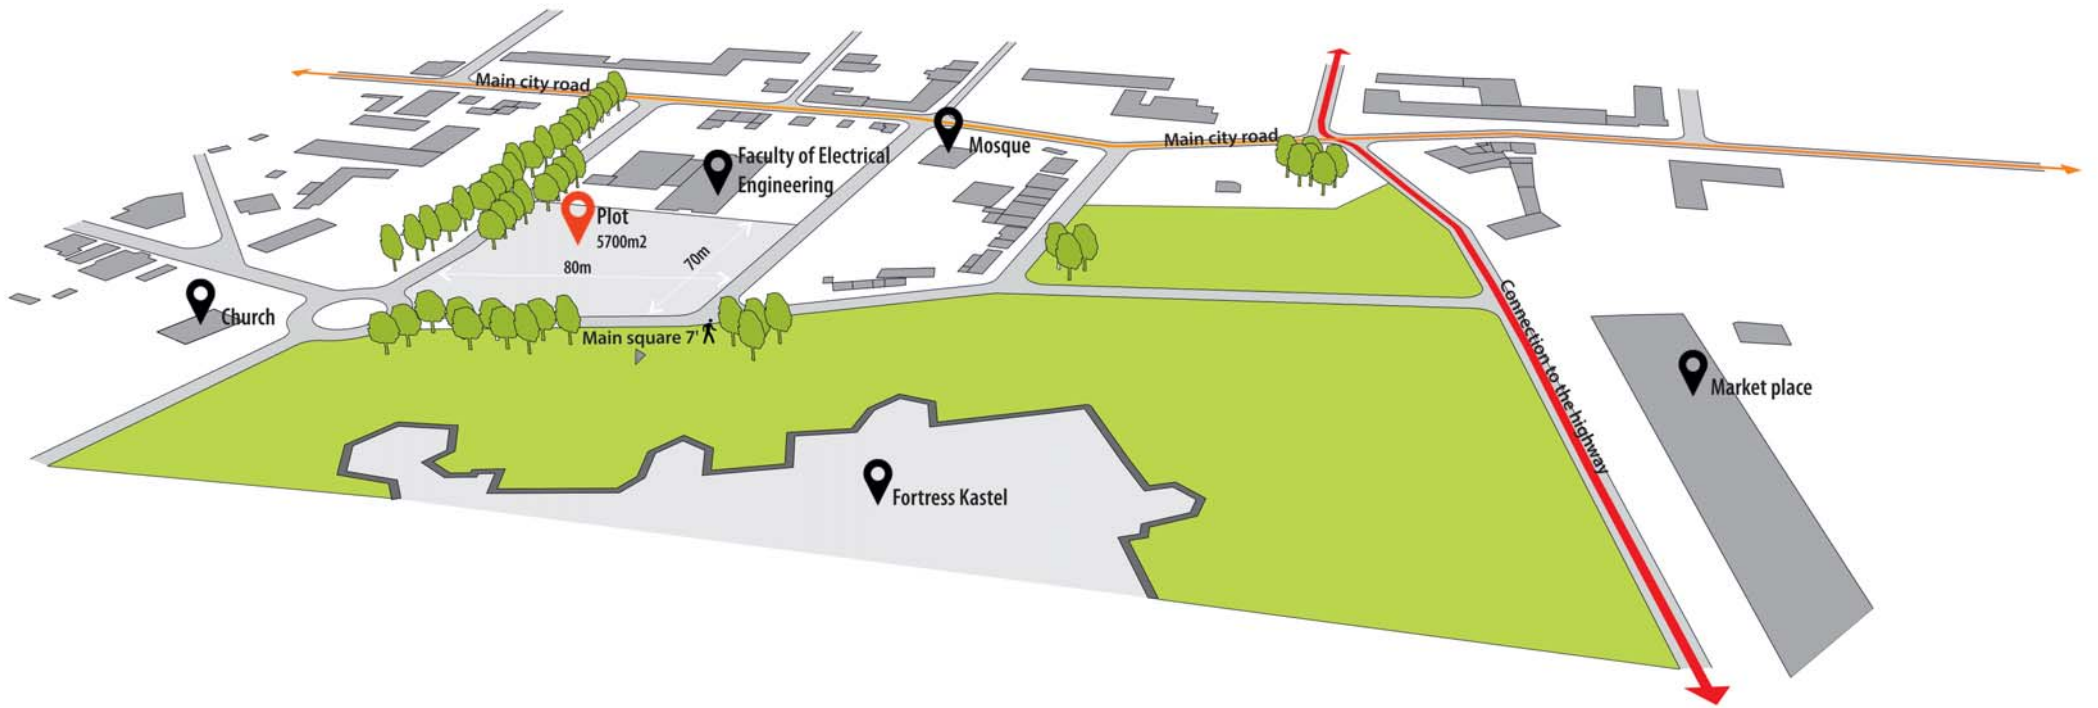 Main city road
Faculty of Electrical
Engineering
Mosque
Main city road
Plot
5700m2
80m
70m
Church
Main square 7'
Connection to the highway
Market place
Fortress Kastel